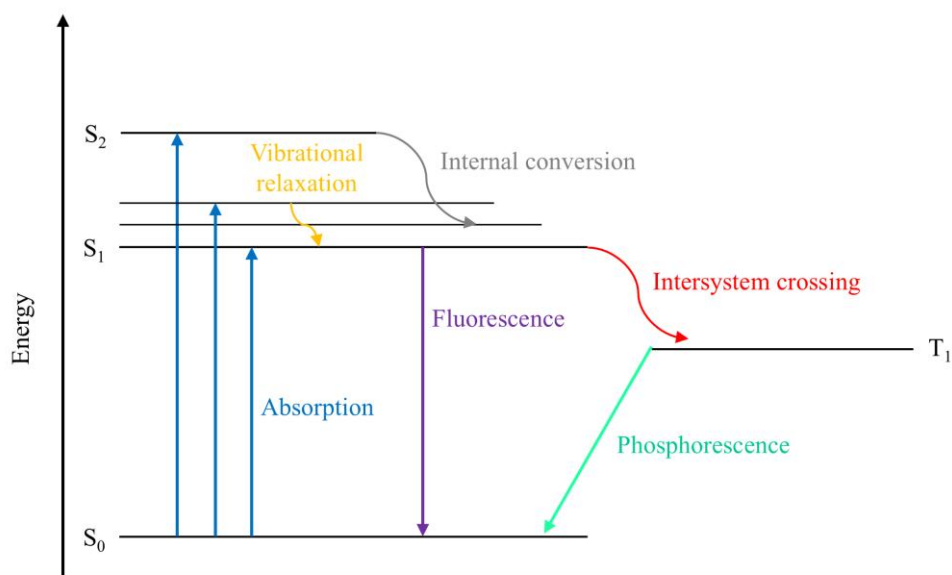 S2
Vibrational
relaxation
Internal conversion
S1
Intersystem crossing
Fluorescence
Energy
T1
Absorption
Phosphorescence
S0